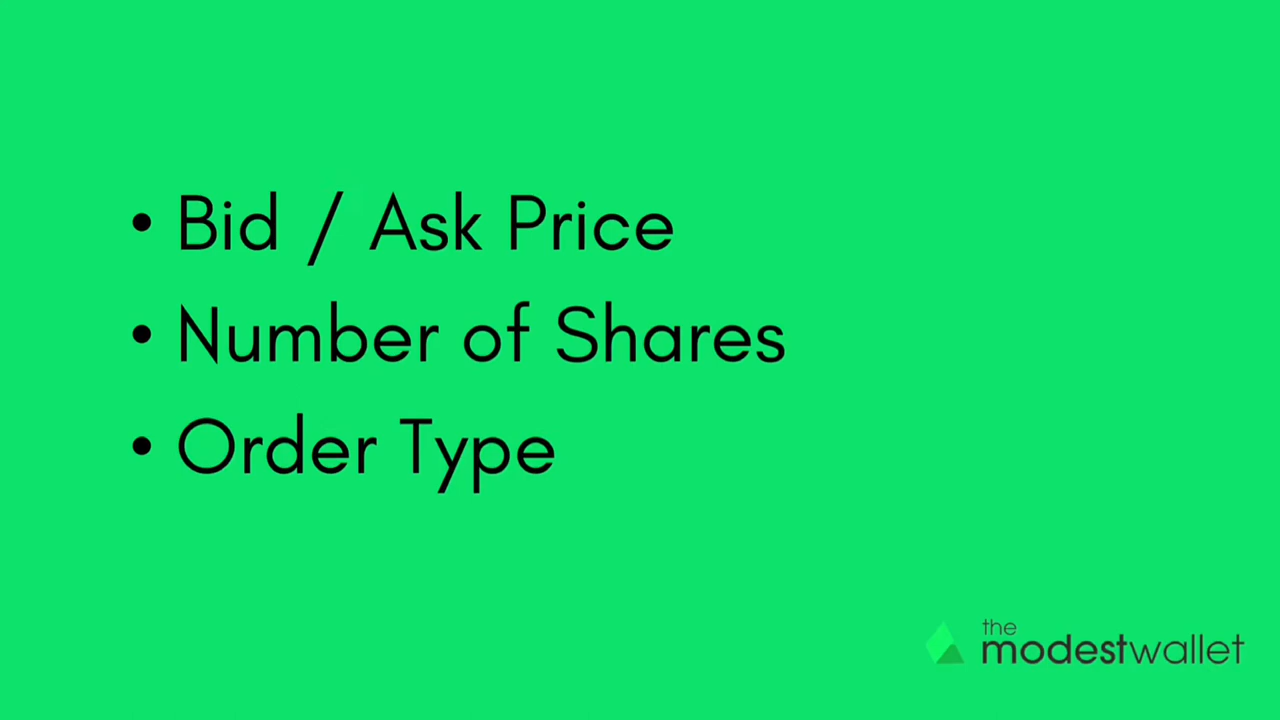 • Bid / Ask Price
• Number of Shares
• Order Type
the
modestwallet